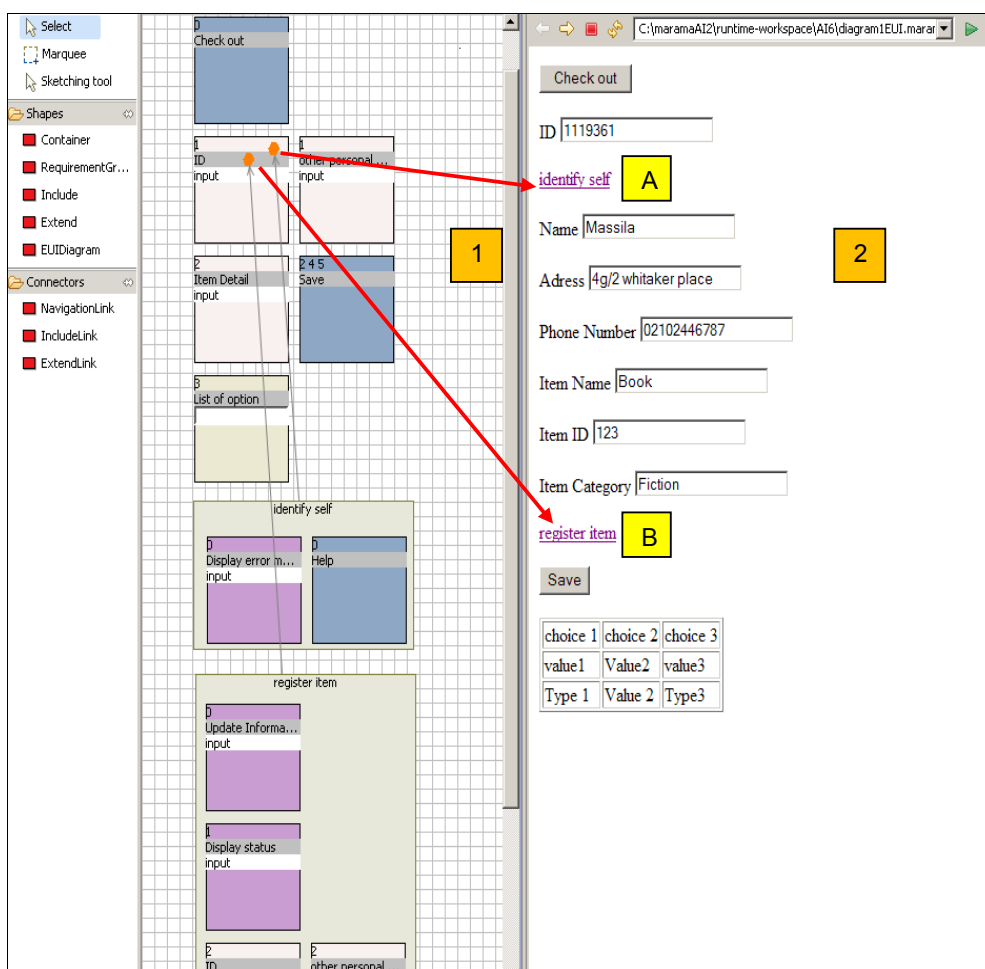 Select
Marquee
Sketching tool
Shapes
Container
RequirementGr...
Include
Extend
EUIDiagram
Connectors
NavigationLink
IncludeLink
ExtendLink
0
Check out
1
ID
input
1
other personal ...
input
1
2
Item Detail
input
2 4 5
Save
3
List of option
identify self
0
Display error m...
input
0
Help
register item
0
Update Informa...
input
1
Display status
input
2
ID
2
other personal
C:\maramaAI2\runtime-workspace\AI6\diagram1EUI.marar
Check out
ID 1119361
identify self A
Name Massila
2
Adress 4g/2 whitaker place
Phone Number 02102446787
Item Name Book
Item ID 123
Item Category Fiction
register item B
Save
choice 1 choice 2 choice 3
value1 Value2 value3
Type 1 Value 2 Type3